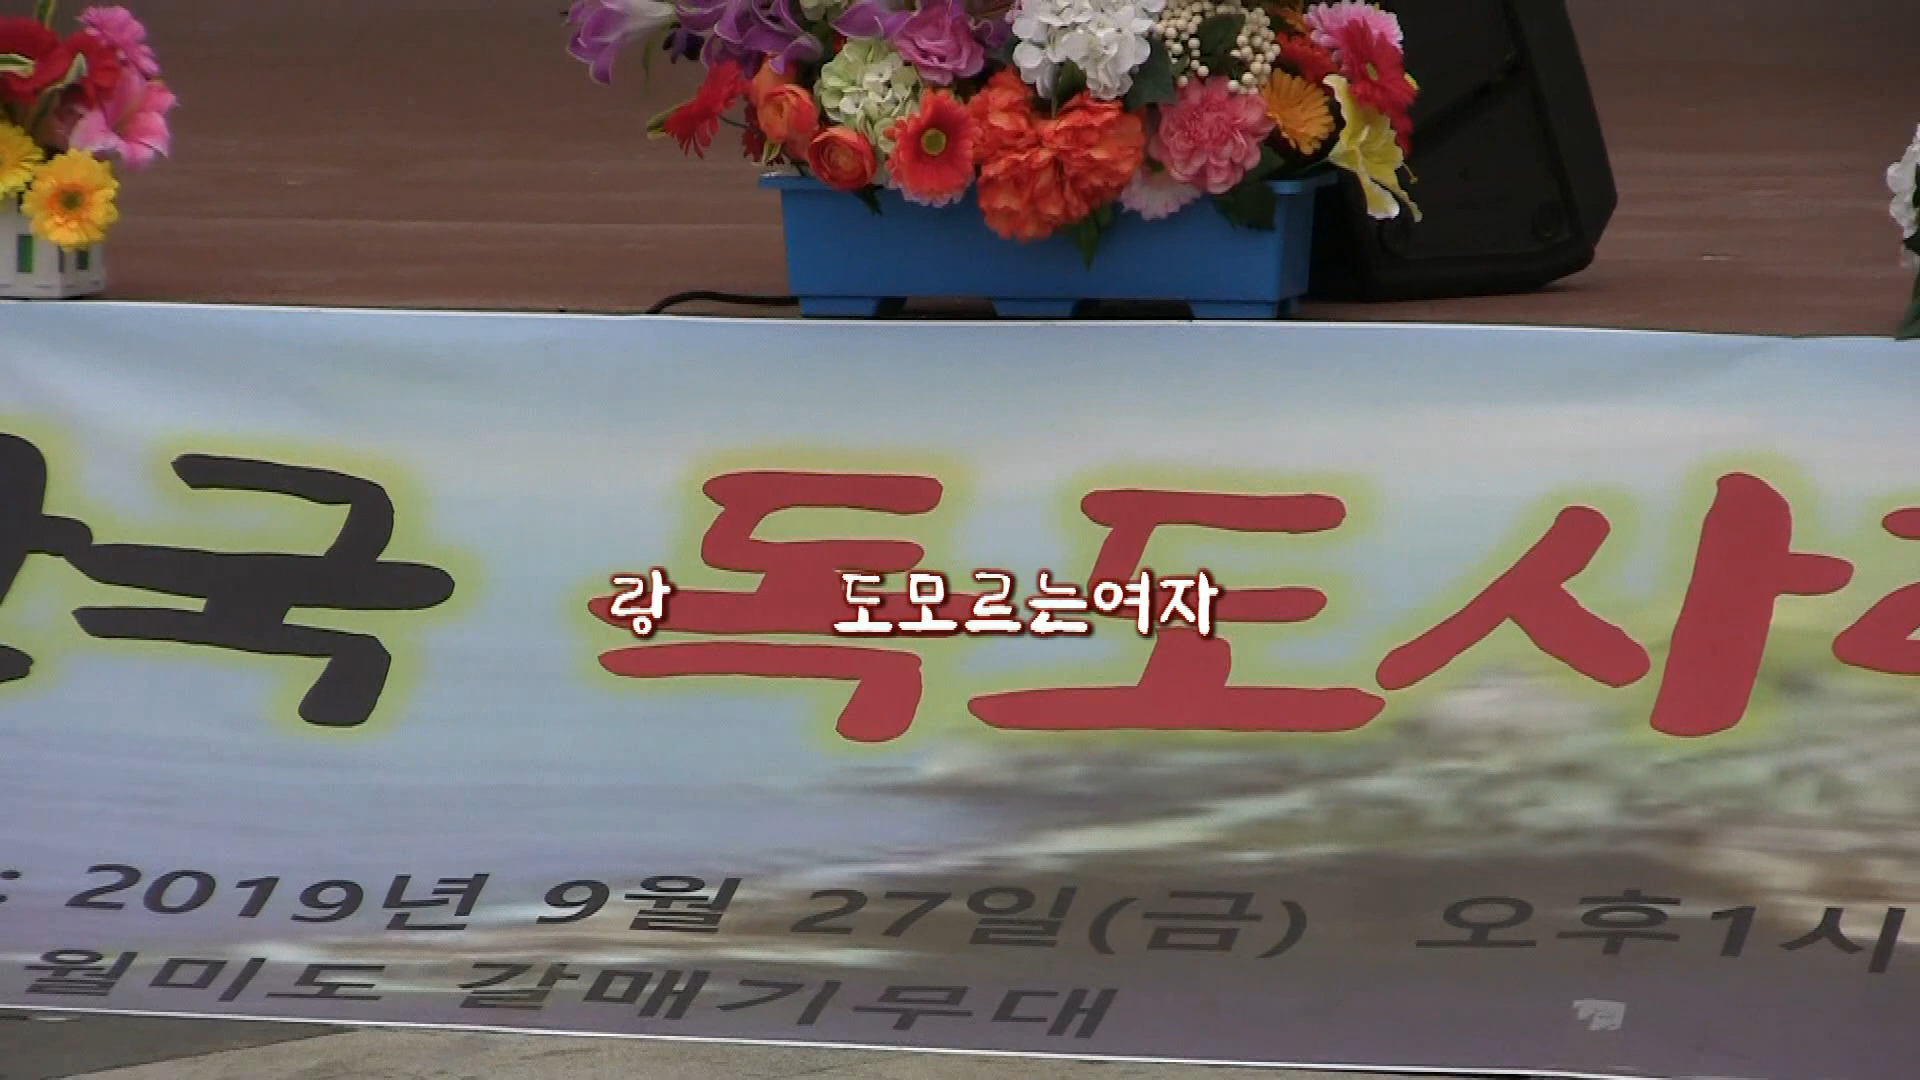 국 독도사
랑 도모르는여자
: 2019년 9월 27일(금) 오후1시
월미도 갈매기무대